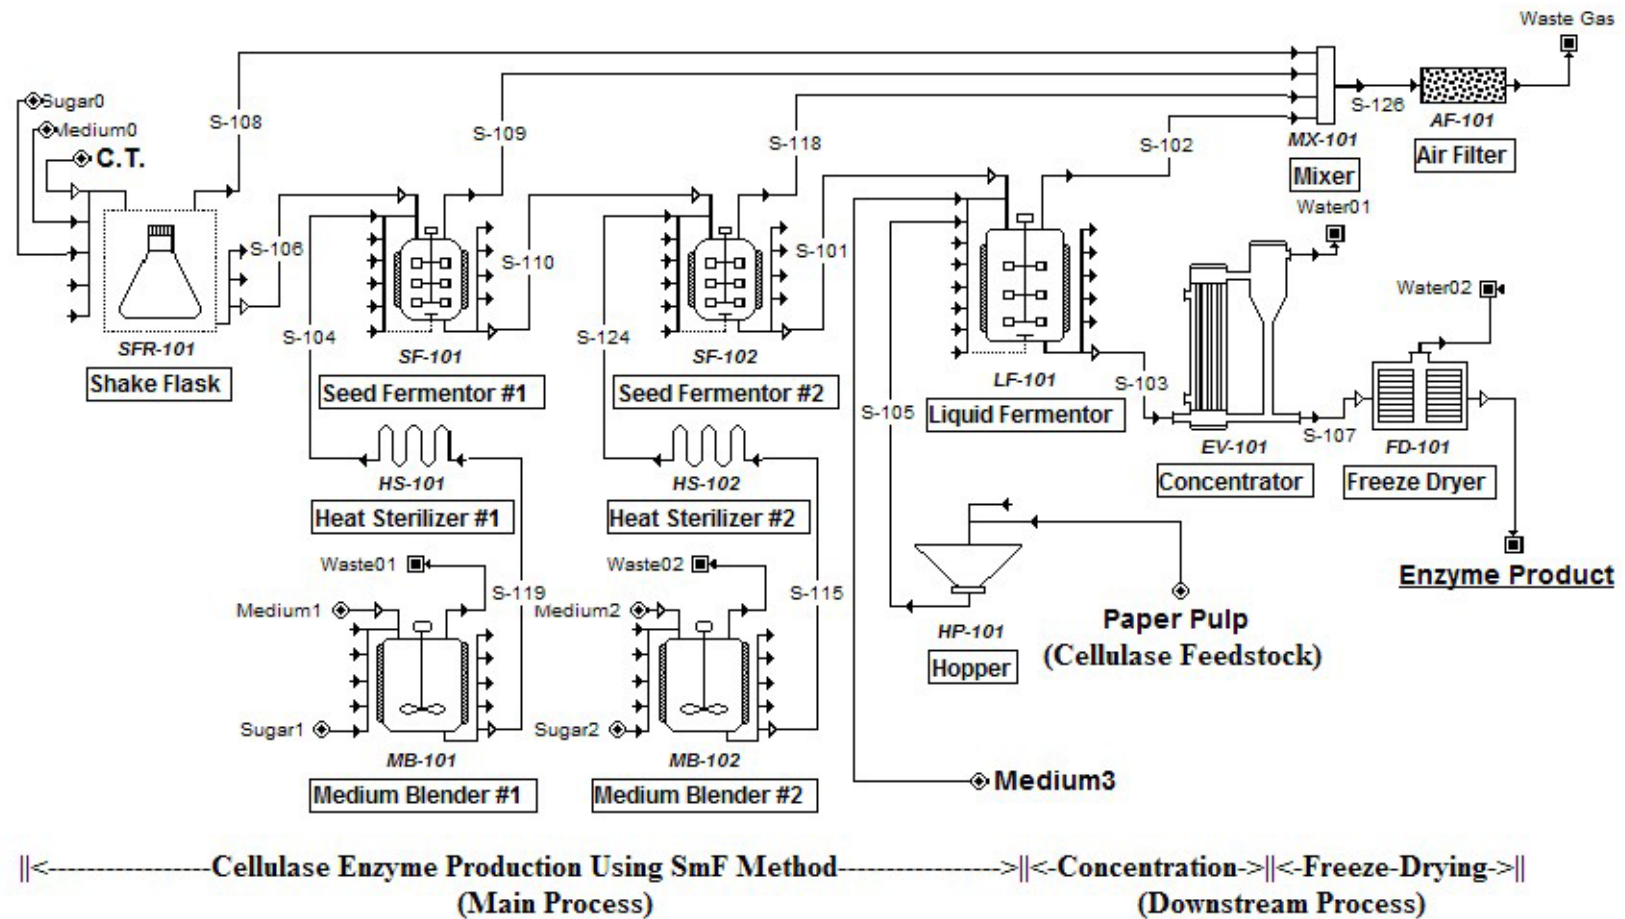 Waste Gas
Sugar0
Medium0
C.T.
S-108
S-109
S-118
S-102
S-126
MX-101
Mixer
AF-101
Air Filter
Water01
S-106
S-110
S-101
Water02
S-104
S-124
SFR-101
Shake Flask
SF-101
Seed Fermentor #1
SF-102
Seed Fermentor #2
LF-101
Liquid Fermentor
S-103
S-105
S-107
EV-101
Concentrator
FD-101
Freeze Dryer
HS-101
Heat Sterilizer #1
HS-102
Heat Sterilizer #2
Waste01
Waste02
S-119
S-115
Medium1
Medium2
Enzyme Product
Paper Pulp
(Cellulase Feedstock)
HP-101
Hopper
Sugar1
Sugar2
MB-101
Medium Blender #1
MB-102
Medium Blender #2
Medium3
||<-----------------Cellulase Enzyme Production Using SmF Method------------------>||<-Concentration->||<-Freeze-Drying->||
(Main Process) (Downstream Process)